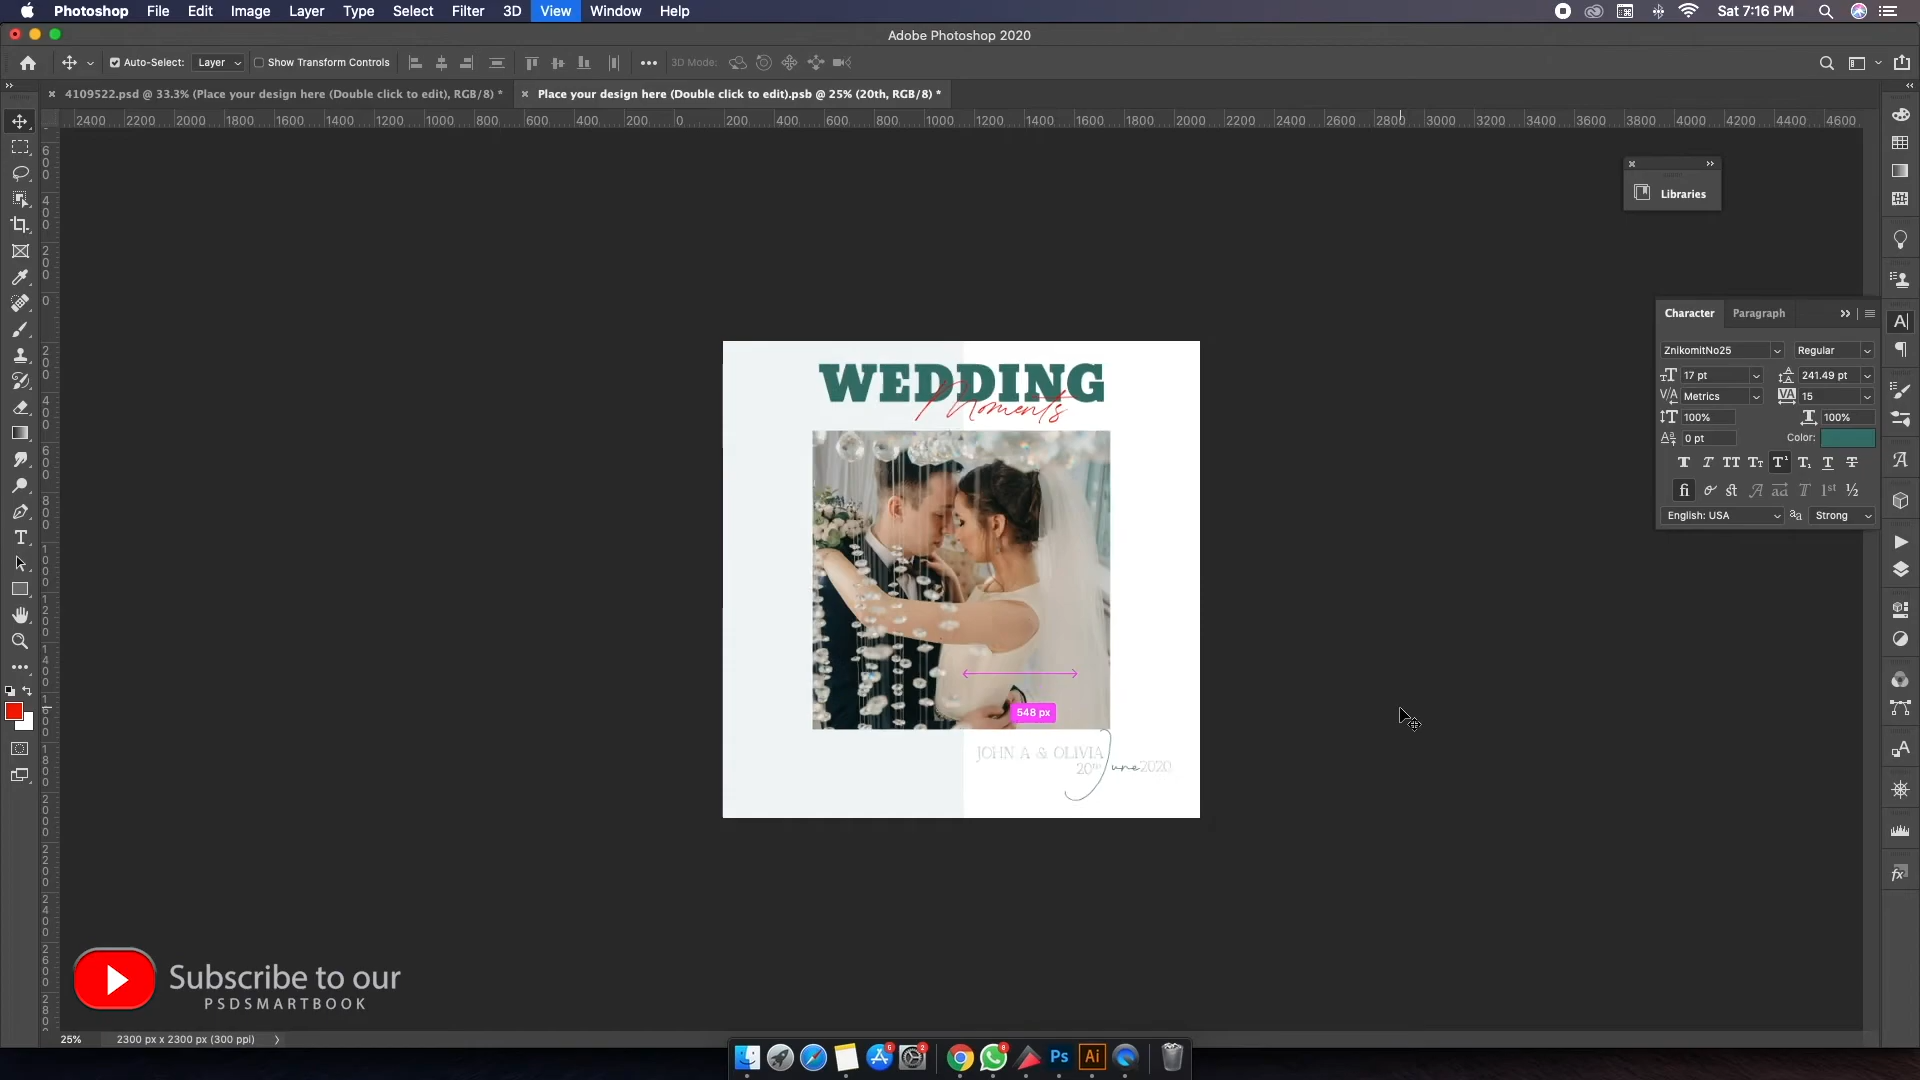 Photoshop File Edit Image Layer Type Select Filter 3D View Window Help Sat 7:16 PM
Adobe Photoshop 2020
Auto-Select: Layer Show Transform Controls 3D Mode:
4109522.psd @ 33.3% (Place your design here (Double click to edit), RGB/8) * Place your design here (Double click to edit).psb @ 25% (20th, RGB/8) *
2400 2200 2000 1800 1600 1400 1200 1000 800 600 400 200 0 200 400 600 800 1000 1200 1400 1600 1800 2000 2200 2400 2600 2800 3000 3200 3400 3600 3800 4000 4200 4400 4600
Libraries
Character Paragraph
ZnikomitNo25 Regular
17 pt 241.49 pt
Metrics 15
100% 100%
0 pt Color:
English: USA Strong
WEDDING
Moments
548 px
JOHN.A & OLIVIA
20th June2020
Subscribe to our
PSDSMARTBOOK
25% 2300 px x 2300 px (300 ppi)
Ps Ai